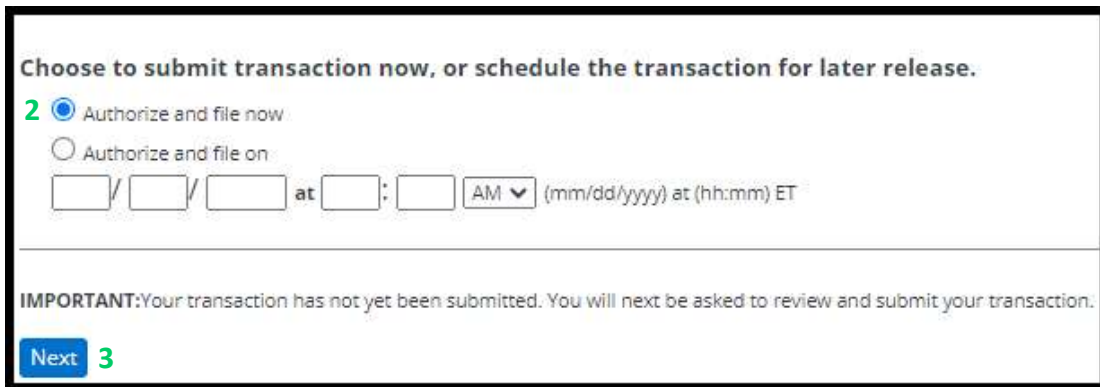 Choose to submit transaction now, or schedule the transaction for later release.
2 Authorize and file now
Authorize and file on
/ / at : AM (mm/dd/yyyy) at (hh:mm) ET
IMPORTANT:Your transaction has not yet been submitted. You will next be asked to review and submit your transaction.
Next 3